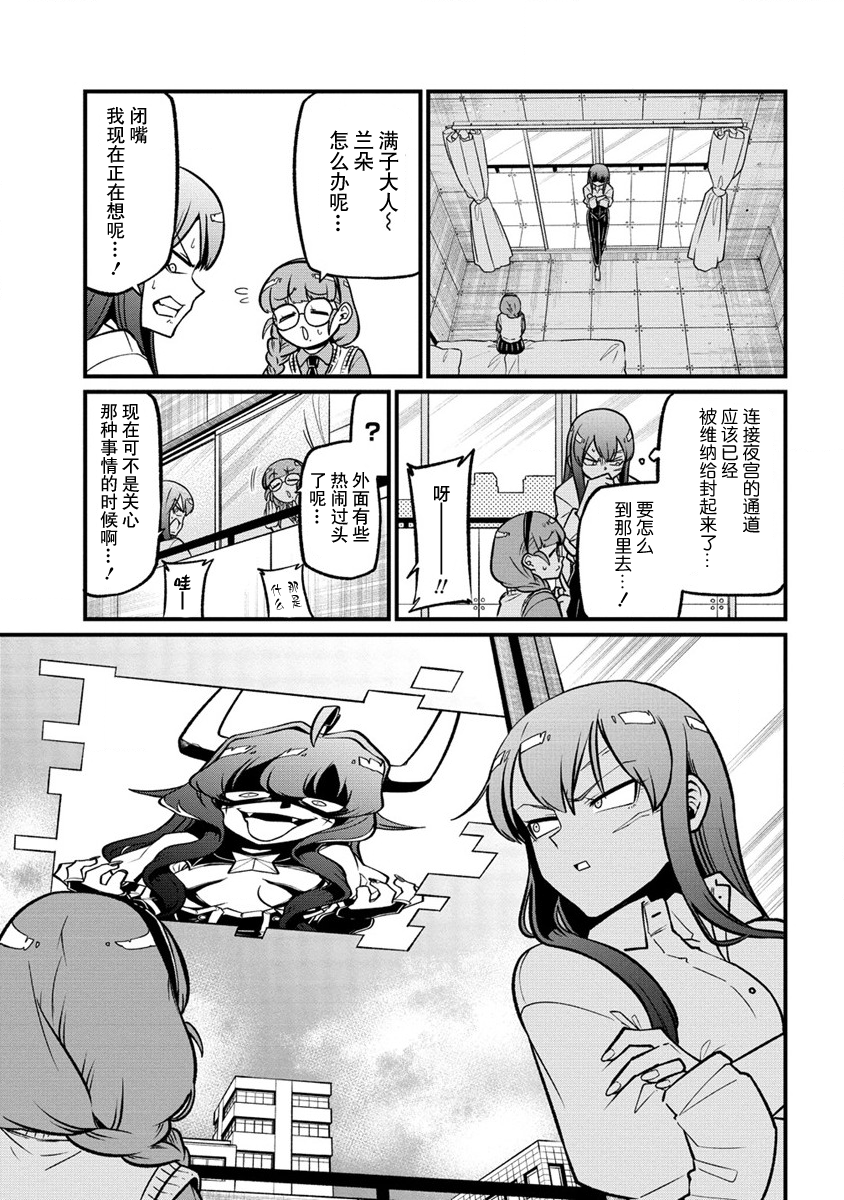 满子大人～
兰朵
怎么办呢…
闭嘴
我现在正在想呢…！
连接夜宫的通道
应该已经
被维纳给封起来了…
要怎么
到那里去…！
呀—!!
?
外面有些
热闹过头
了呢…
现在可不是关心
那种事情的时候啊…！
那是
什么
哇—